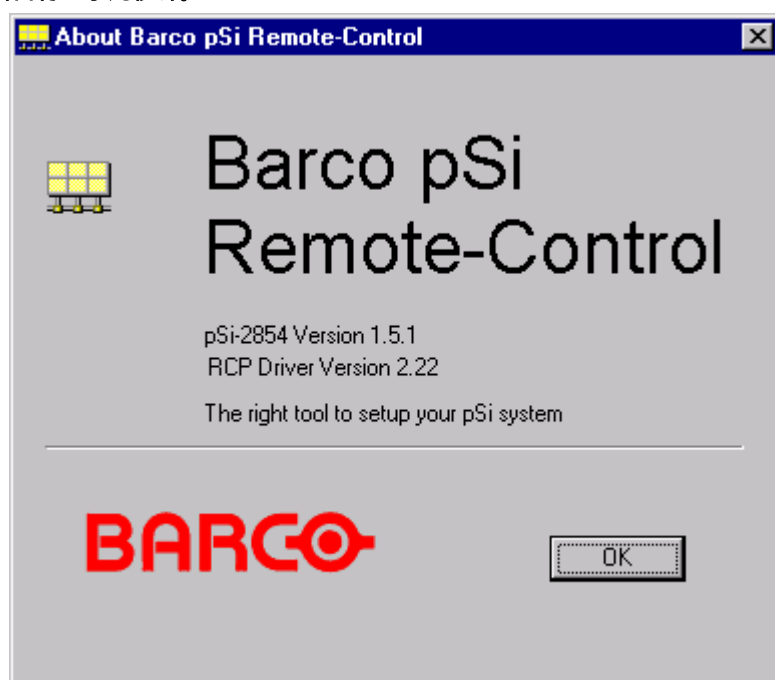 About Barco pSi Remote-Control
Barco pSi
Remote-Control
pSi-2854 Version 1.5.1
RCP Driver Version 2.22
The right tool to setup your pSi system
BARCO
OK